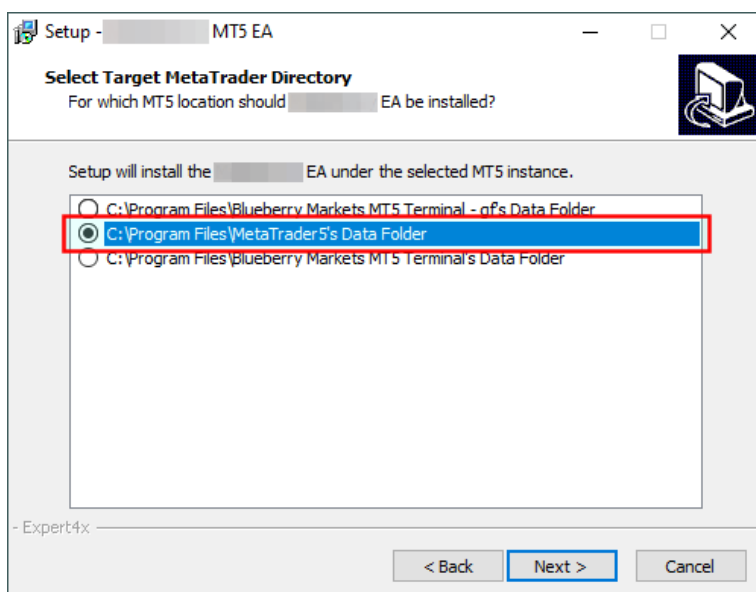 Setup - MT5 EA
Select Target MetaTrader Directory
For which MT5 location should EA be installed?
Setup will install the EA under the selected MT5 instance.
C:\Program Files\Blueberry Markets MT5 Terminal - gf's Data Folder
C:\Program Files\MetaTrader5's Data Folder
C:\Program Files\Blueberry Markets MT5 Terminal's Data Folder
- Expert4x
< Back Next > Cancel